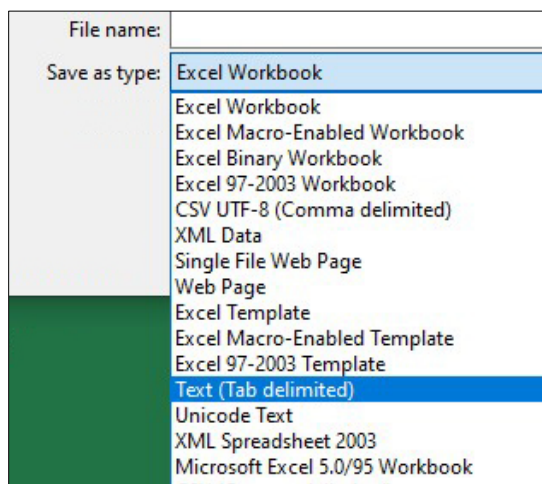 File name:
Save as type: Excel Workbook
Excel Workbook
Excel Macro-Enabled Workbook
Excel Binary Workbook
Excel 97-2003 Workbook
CSV UTF-8 (Comma delimited)
XML Data
Single File Web Page
Web Page
Excel Template
Excel Macro-Enabled Template
Excel 97-2003 Template
Text (Tab delimited)
Unicode Text
XML Spreadsheet 2003
Microsoft Excel 5.0/95 Workbook